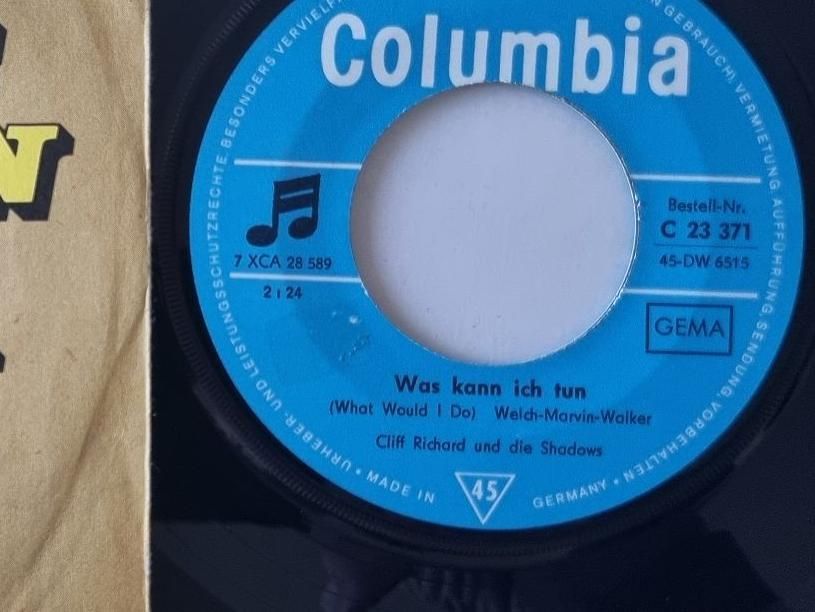 N
Columbia
7 XCA 28 589
2:24
Bestell-Nr.
C 23 371
45-DW 6515
GEMA
Was kann ich tun
(What Would I Do) Welch-Marvin-Walker
Cliff Richard und die Shadows
45
URHEBER- UND LEISTUNGSSCHUTZRECHTE, BESONDERS VERVIELF
N GEBRAUCH), VERMIETUNG, AUFFÜHRUNG, SENDUNG, VORBEHALTEN •
• MADE IN GERMANY •